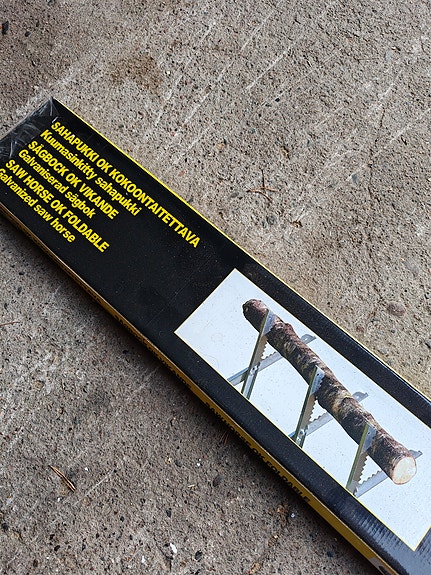 SAHAPUKKI OK KOKOONTAITETTAVA
Kuumasinkitty sahapukki
SÅGBOCK OK VIKANDE
Galvaniserad sågbok
SAW HORSE OK FOLDABLE
Galvanized saw horse